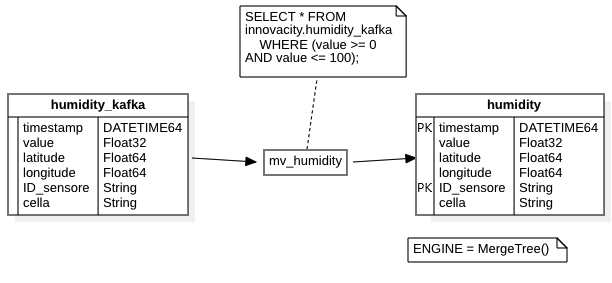 SELECT * FROM
innovacity.humidity_kafka
WHERE (value >= 0
AND value <= 100);
humidity_kafka
timestamp DATETIME64
value Float32
latitude Float64
longitude Float64
ID_sensore String
cella String
mv_humidity
humidity
PK timestamp DATETIME64
value Float32
latitude Float64
longitude Float64
PK ID_sensore String
cella String
ENGINE = MergeTree()